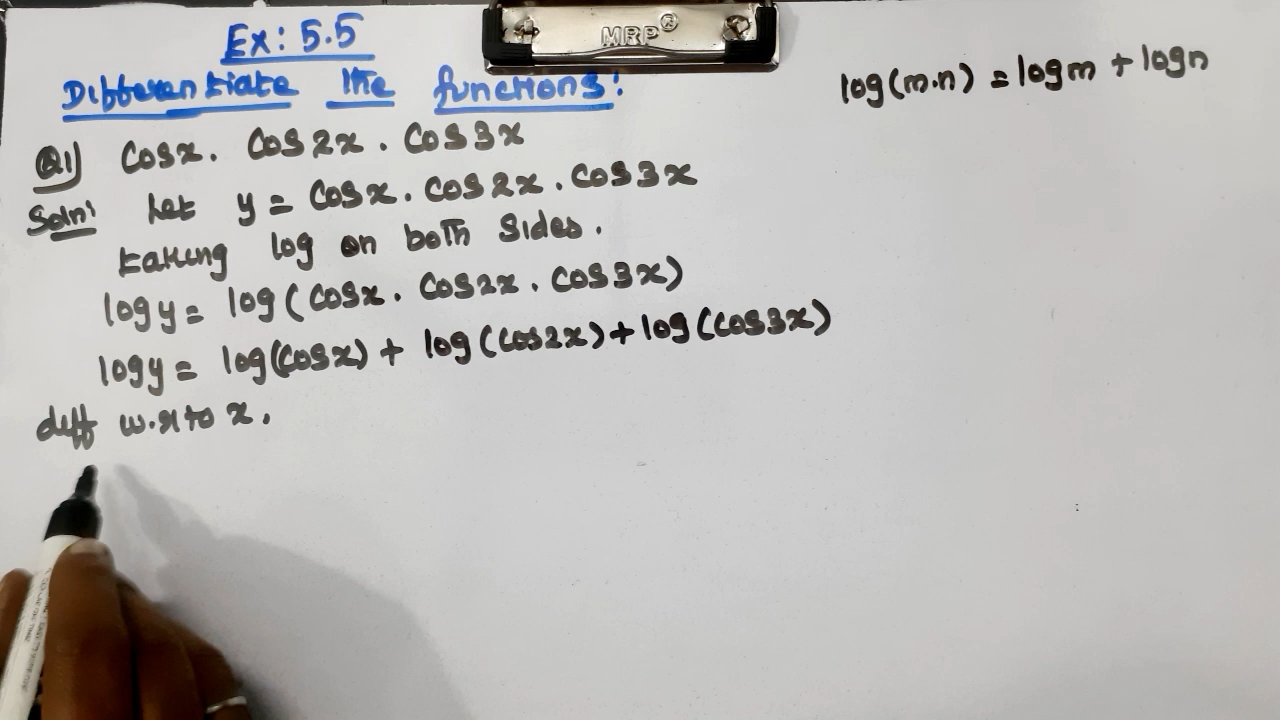 Ex: 5.5
Differentiate the functions:
Q1) Cosx. Cos2x. Cos3x
Soln: Let y = Cosx. Cos2x. Cos3x
taking log on both Sides.
logy = log(Cosx. Cos2x. Cos3x)
logy = log(Cosx) + log(Cos2x)+log(Cos3x)
diff w.r to x.
log(m.n) = logm + logn
MRP®